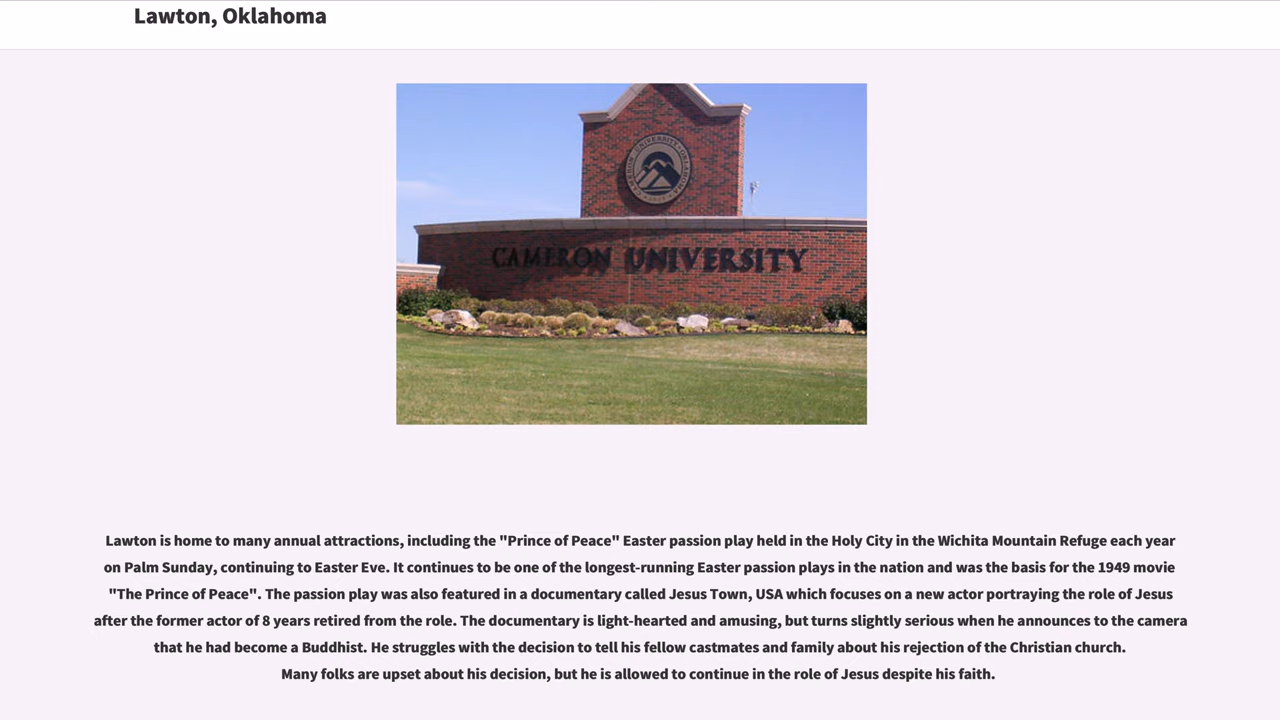 Lawton, Oklahoma
CAMERON UNIVERSITY OKLAHOMA
CAMERON UNIVERSITY
Lawton is home to many annual attractions, including the "Prince of Peace" Easter passion play held in the Holy City in the Wichita Mountain Refuge each year
on Palm Sunday, continuing to Easter Eve. It continues to be one of the longest-running Easter passion plays in the nation and was the basis for the 1949 movie
"The Prince of Peace". The passion play was also featured in a documentary called Jesus Town, USA which focuses on a new actor portraying the role of Jesus
after the former actor of 8 years retired from the role. The documentary is light-hearted and amusing, but turns slightly serious when he announces to the camera
that he had become a Buddhist. He struggles with the decision to tell his fellow castmates and family about his rejection of the Christian church.
Many folks are upset about his decision, but he is allowed to continue in the role of Jesus despite his faith.